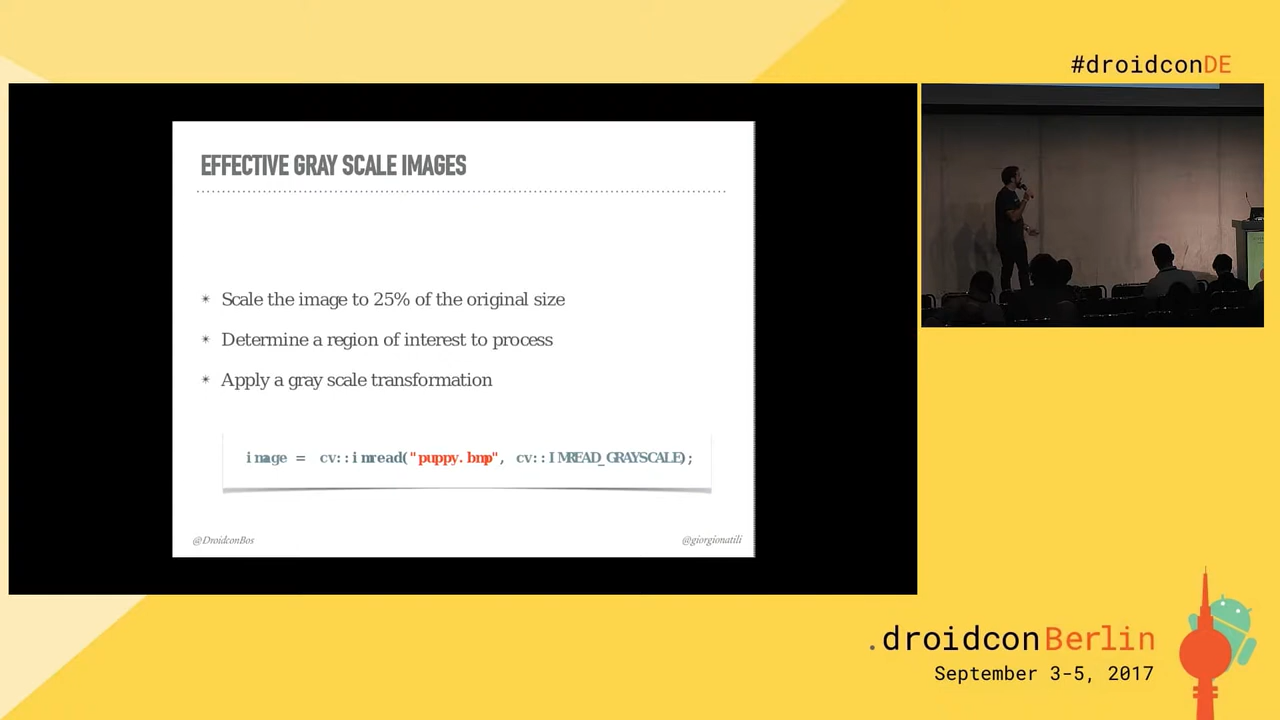 #droidconDE
EFFECTIVE GRAY SCALE IMAGES
✴ Scale the image to 25% of the original size
✴ Determine a region of interest to process
✴ Apply a gray scale transformation
image = cv::imread("puppy.bmp", cv::IMREAD_GRAYSCALE);
@DroidconBos
@giorgionatili
.droidconBerlin
September 3-5, 2017